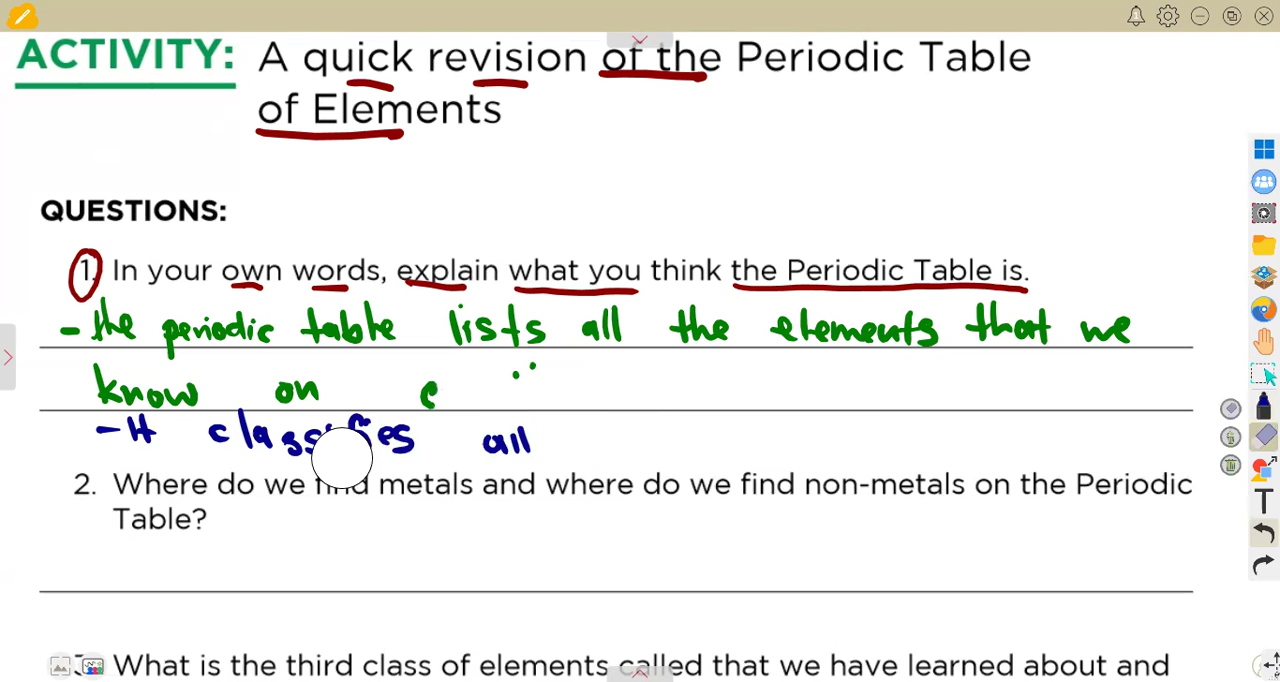 ACTIVITY: A quick revision of the Periodic Table
of Elements
QUESTIONS:
1. In your own words, explain what you think the Periodic Table is.
- the periodic table lists all the elements that we
know on e
- It classifies all
2. Where do we find metals and where do we find non-metals on the Periodic
Table?
What is the third class of elements called that we have learned about and